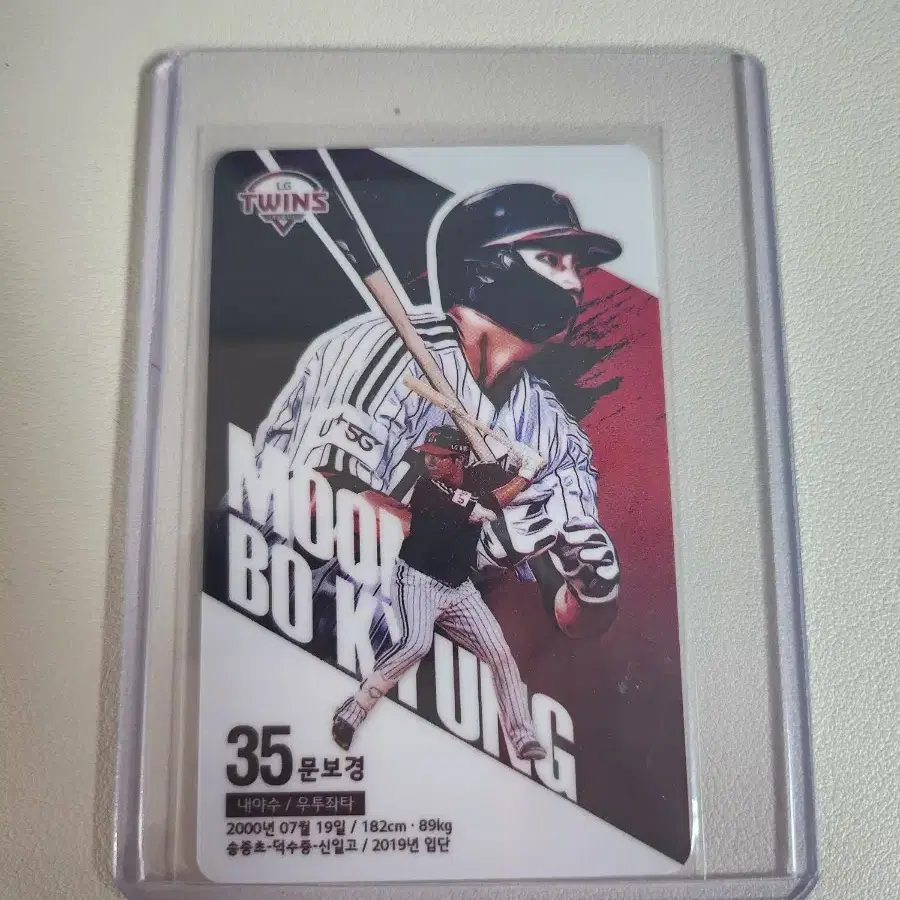 LG
TWINS
MOON
BO KYUNG
35 문보경
내야수 / 우투좌타
2000년 07월 19일 / 182cm · 89kg
송중초-덕수중-신일고 / 2019년 입단